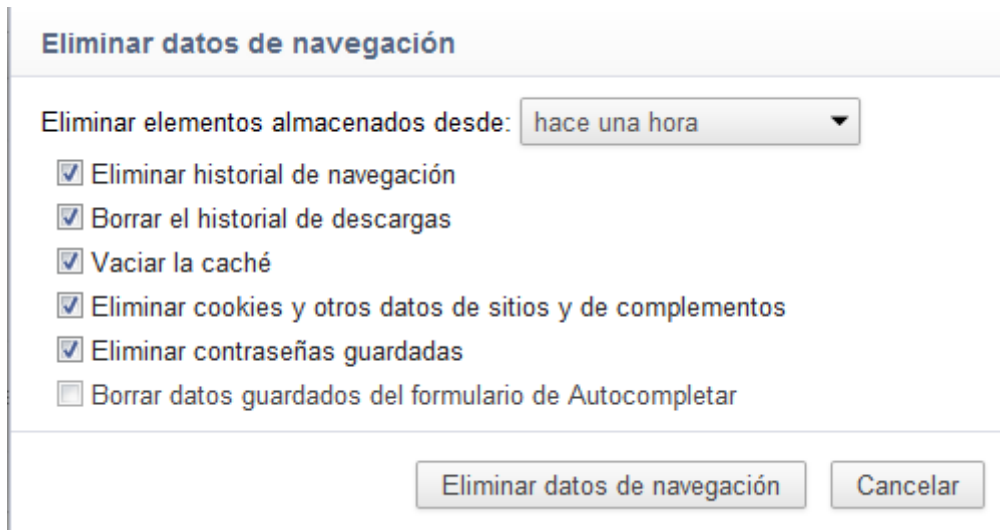 Eliminar datos de navegación
Eliminar elementos almacenados desde: hace una hora
Eliminar historial de navegación
Borrar el historial de descargas
Vaciar la caché
Eliminar cookies y otros datos de sitios y de complementos
Eliminar contraseñas guardadas
Borrar datos guardados del formulario de Autocompletar
Eliminar datos de navegación Cancelar